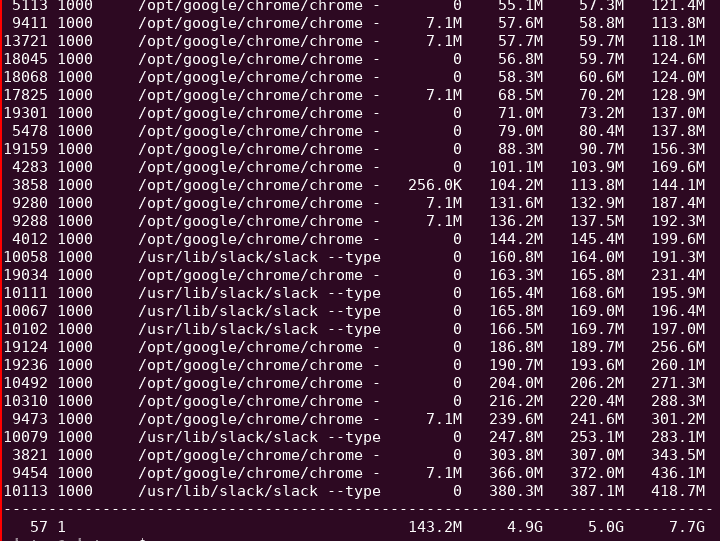 5113 1000     /opt/google/chrome/chrome -        0    55.1M    57.3M   121.4M
9411 1000     /opt/google/chrome/chrome -     7.1M    57.6M    58.8M   113.8M
13721 1000     /opt/google/chrome/chrome -     7.1M    57.7M    59.7M   118.1M
18045 1000     /opt/google/chrome/chrome -        0    56.8M    59.7M   124.6M
18068 1000     /opt/google/chrome/chrome -        0    58.3M    60.6M   124.0M
17825 1000     /opt/google/chrome/chrome -     7.1M    68.5M    70.2M   128.9M
19301 1000     /opt/google/chrome/chrome -        0    71.0M    73.2M   137.0M
5478 1000     /opt/google/chrome/chrome -        0    79.0M    80.4M   137.8M
19159 1000     /opt/google/chrome/chrome -        0    88.3M    90.7M   156.3M
4283 1000     /opt/google/chrome/chrome -        0   101.1M   103.9M   169.6M
3858 1000     /opt/google/chrome/chrome -   256.0K   104.2M   113.8M   144.1M
9280 1000     /opt/google/chrome/chrome -     7.1M   131.6M   132.9M   187.4M
9288 1000     /opt/google/chrome/chrome -     7.1M   136.2M   137.5M   192.3M
4012 1000     /opt/google/chrome/chrome -        0   144.2M   145.4M   199.6M
10058 1000     /usr/lib/slack/slack --type        0   160.8M   164.0M   191.3M
19034 1000     /opt/google/chrome/chrome -        0   163.3M   165.8M   231.4M
10111 1000     /usr/lib/slack/slack --type        0   165.4M   168.6M   195.9M
10067 1000     /usr/lib/slack/slack --type        0   165.8M   169.0M   196.4M
10102 1000     /usr/lib/slack/slack --type        0   166.5M   169.7M   197.0M
19124 1000     /opt/google/chrome/chrome -        0   186.8M   189.7M   256.6M
19236 1000     /opt/google/chrome/chrome -        0   190.7M   193.6M   260.1M
10492 1000     /opt/google/chrome/chrome -        0   204.0M   206.2M   271.3M
10310 1000     /opt/google/chrome/chrome -        0   216.2M   220.4M   288.3M
9473 1000     /opt/google/chrome/chrome -     7.1M   239.6M   241.6M   301.2M
10079 1000     /usr/lib/slack/slack --type        0   247.8M   253.1M   283.1M
3821 1000     /opt/google/chrome/chrome -        0   303.8M   307.0M   343.5M
9454 1000     /opt/google/chrome/chrome -     7.1M   366.0M   372.0M   436.1M
10113 1000     /usr/lib/slack/slack --type        0   380.3M   387.1M   418.7M
-------------------------------------------------------------------------------
57 1                                      143.2M     4.9G     5.0G     7.7G